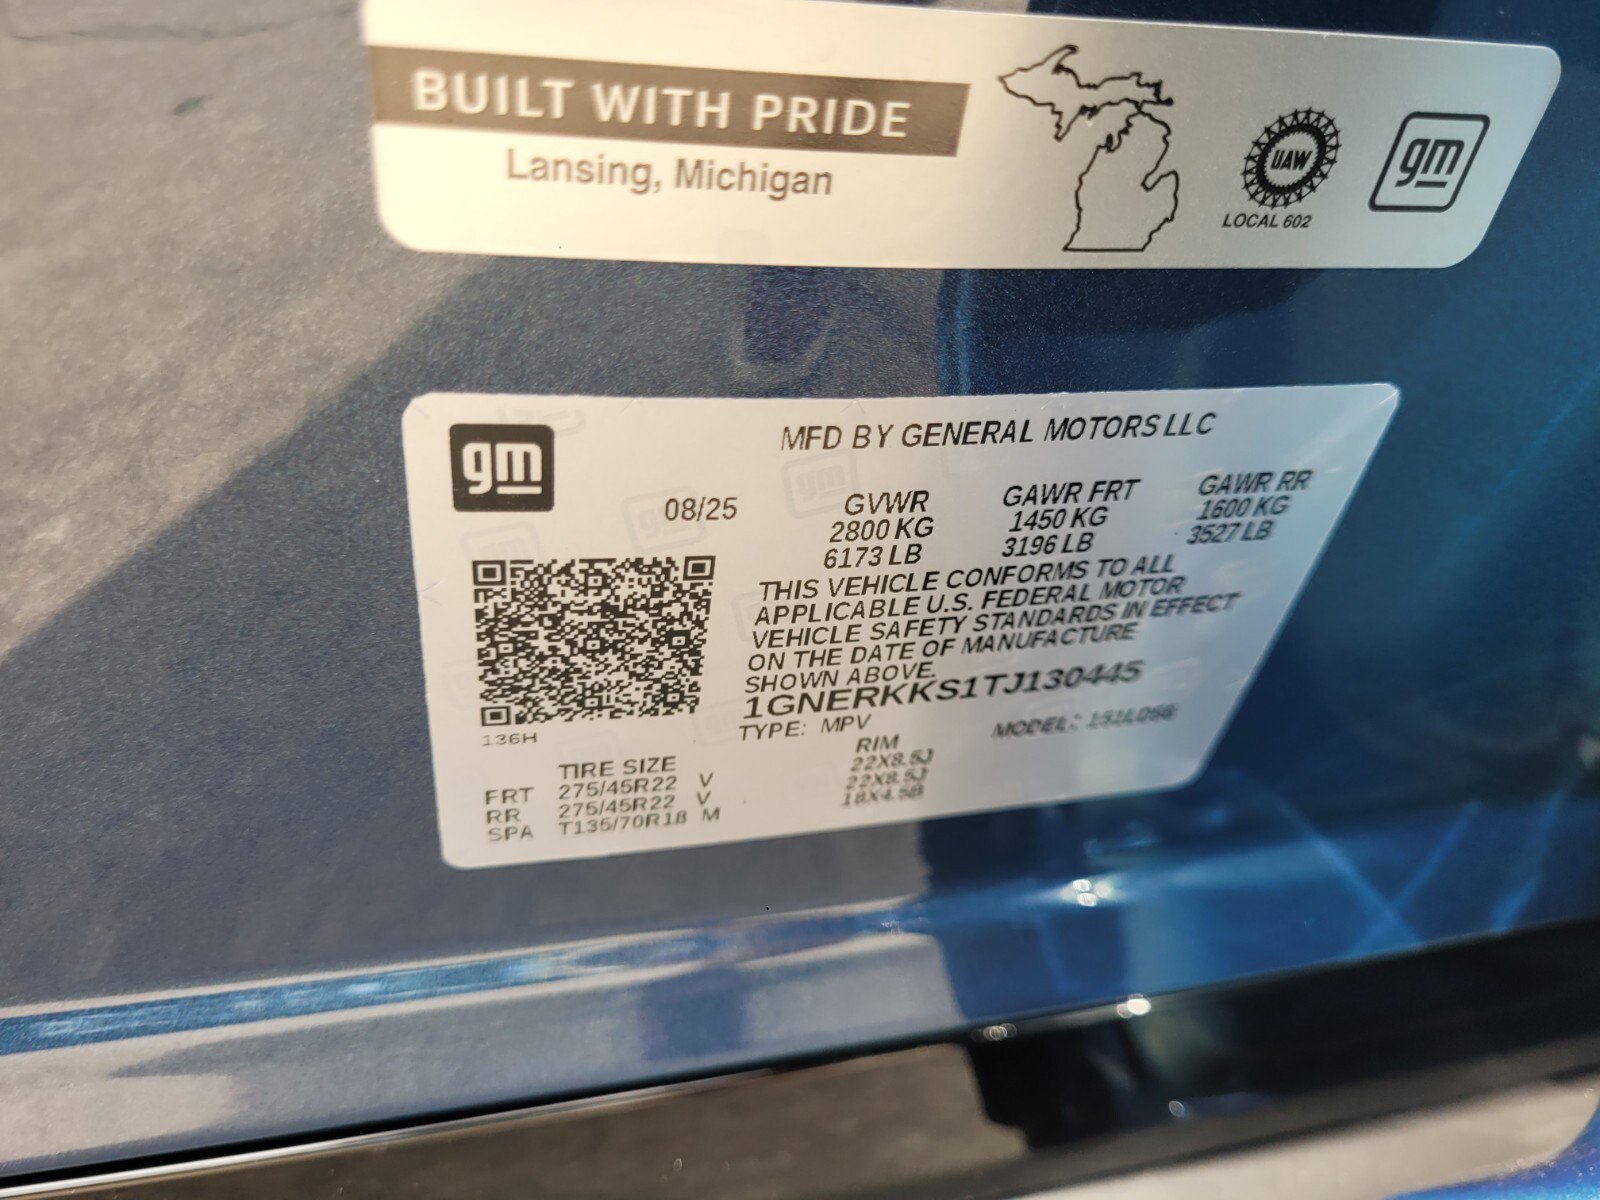 BUILT WITH PRIDE
Lansing, Michigan
UAW
LOCAL 602
gm
gm
MFD BY GENERAL MOTORS LLC
08/25
GVWR GAWR FRT GAWR RR
2800 KG 1450 KG 1600 KG
6173 LB 3196 LB 3527 LB
THIS VEHICLE CONFORMS TO ALL
APPLICABLE U.S. FEDERAL MOTOR
VEHICLE SAFETY STANDARDS IN EFFECT
ON THE DATE OF MANUFACTURE
SHOWN ABOVE.
1GNERKKS1TJ130445
TYPE: MPV MODEL:
136H
TIRE SIZE RIM
FRT 275/45R22 V 22X8.5J
RR 275/45R22 V 22X8.5J
SPA T135/70R18 M 18X4.5B